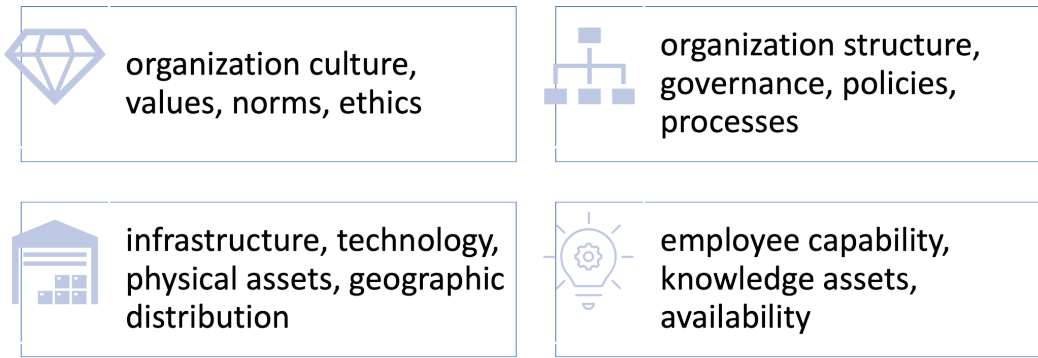 organization culture,
values, norms, ethics
organization structure,
governance, policies,
processes
infrastructure, technology,
physical assets, geographic
distribution
employee capability,
knowledge assets,
availability